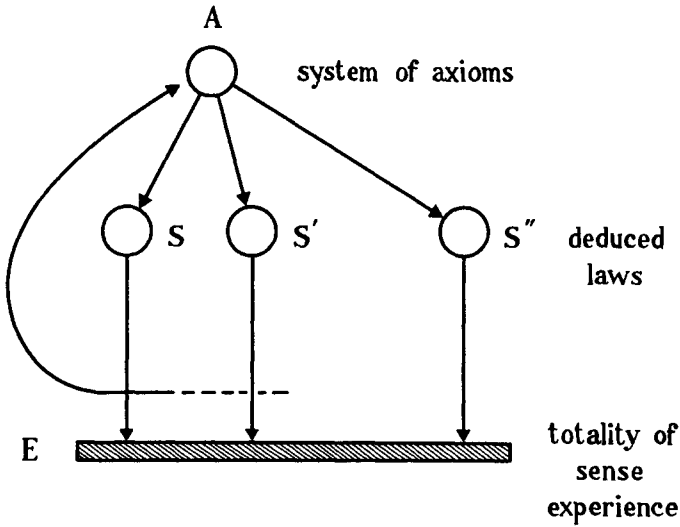 A
system of axioms
S
S′
S″
deduced
laws
E
totality of
sense
experience